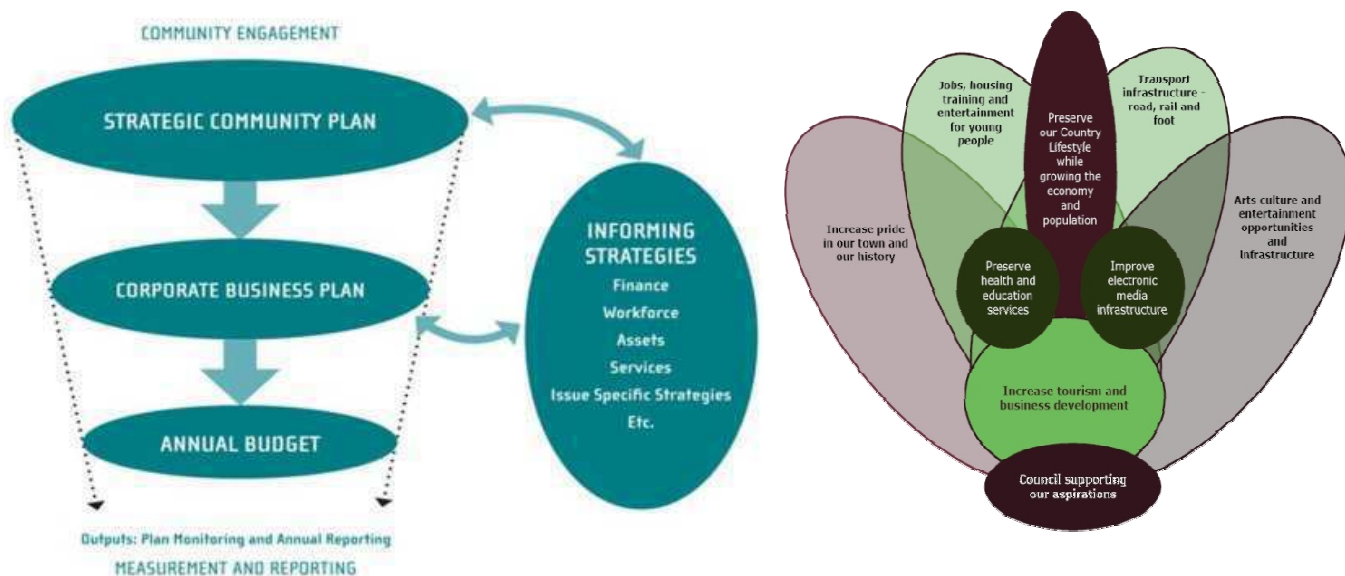 COMMUNITY ENGAGEMENT
STRATEGIC COMMUNITY PLAN
CORPORATE BUSINESS PLAN
ANNUAL BUDGET
Outputs: Plan Monitoring and Annual Reporting
MEASUREMENT AND REPORTING
INFORMING
STRATEGIES
Finance
Workforce
Assets
Services
Issue Specific Strategies
Etc.
Increase pride
in our town and
our history
Jobs, housing
training and
entertainment
for young
people
Preserve
our Country
Lifestyle
while
growing the
economy
and
population
Transport
infrastructure –
road, rail and
foot
Arts culture and
entertainment
opportunities
and
infrastructure
Preserve
health and
education
services
Improve
electronic
media
infrastructure
Increase tourism and
business development
Council supporting
our aspirations